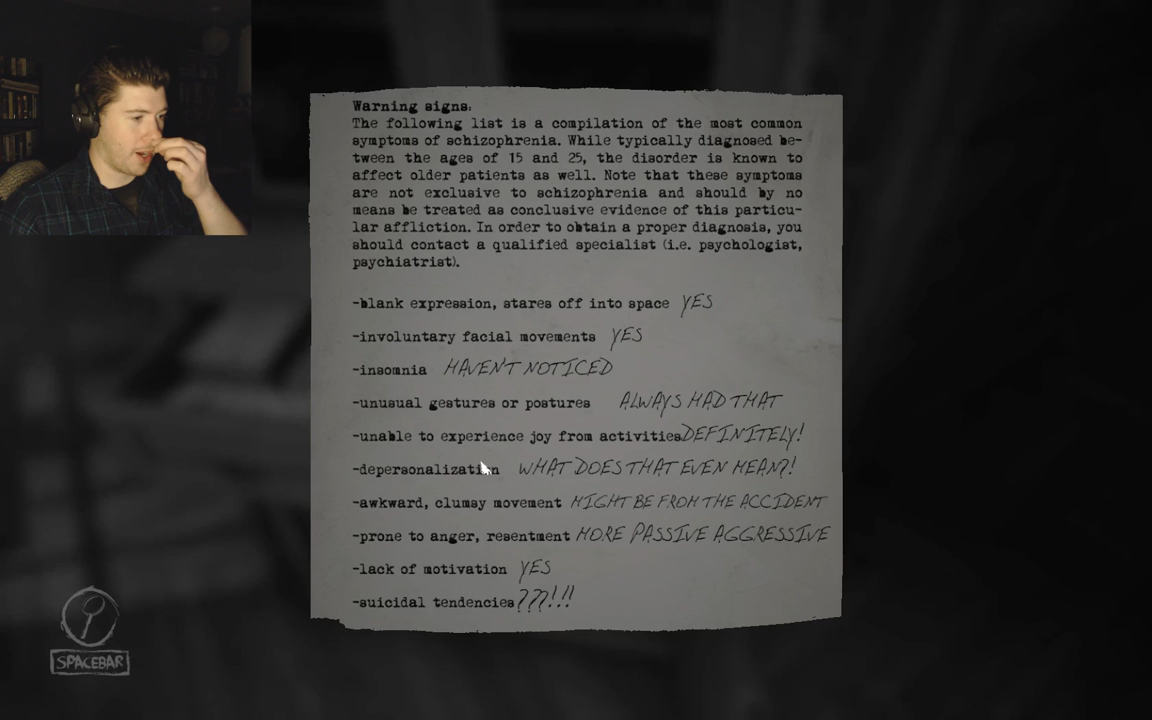 Warning signs:
The following list is a compilation of the most common
symptoms of schizophrenia. While typically diagnosed be-
tween the ages of 15 and 25, the disorder is known to
affect older patients as well. Note that these symptoms
are not exclusive to schizophrenia and should by no
means be treated as conclusive evidence of this particu-
lar affliction. In order to obtain a proper diagnosis, you
should contact a qualified specialist (i.e. psychologist,
psychiatrist).
-blank expression, stares off into space YES
-involuntary facial movements YES
-insomnia HAVEN'T NOTICED
-unusual gestures or postures ALWAYS HAD THAT
-unable to experience joy from activities DEFINITELY!
-depersonalization WHAT DOES THAT EVEN MEAN?!
-awkward, clumsy movement MIGHT BE FROM THE ACCIDENT
-prone to anger, resentment MORE PASSIVE AGGRESSIVE
-lack of motivation YES
-suicidal tendencies ???!!!
SPACEBAR